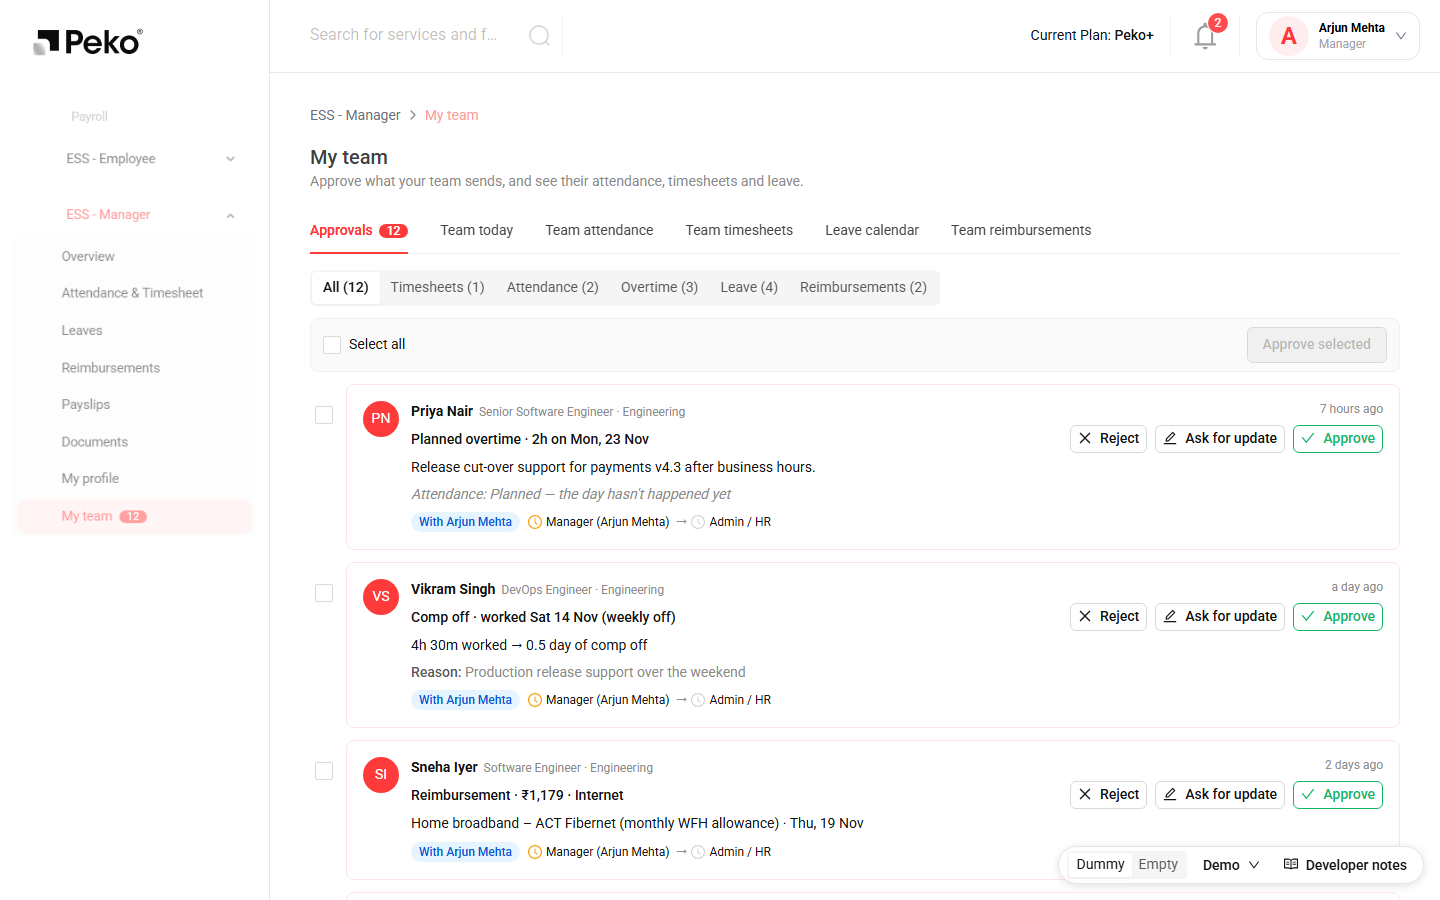 Peko®
Search for services and f...
Current Plan: Peko+
2
A
Arjun Mehta
Manager
Payroll
ESS - Employee
ESS - Manager
Overview
Attendance & Timesheet
Leaves
Reimbursements
Payslips
Documents
My profile
My team 12
ESS - Manager > My team
My team
Approve what your team sends, and see their attendance, timesheets and leave.
Approvals 12 Team today Team attendance Team timesheets Leave calendar Team reimbursements
All (12) Timesheets (1) Attendance (2) Overtime (3) Leave (4) Reimbursements (2)
Select all Approve selected
PN Priya Nair Senior Software Engineer · Engineering 7 hours ago
Planned overtime · 2h on Mon, 23 Nov Reject Ask for update Approve
Release cut-over support for payments v4.3 after business hours.
Attendance: Planned — the day hasn't happened yet
With Arjun Mehta Manager (Arjun Mehta) → Admin / HR
VS Vikram Singh DevOps Engineer · Engineering a day ago
Comp off · worked Sat 14 Nov (weekly off) Reject Ask for update Approve
4h 30m worked → 0.5 day of comp off
Reason: Production release support over the weekend
With Arjun Mehta Manager (Arjun Mehta) → Admin / HR
SI Sneha Iyer Software Engineer · Engineering 2 days ago
Reimbursement · ₹1,179 · Internet Reject Ask for update Approve
Home broadband – ACT Fibernet (monthly WFH allowance) · Thu, 19 Nov
With Arjun Mehta Manager (Arjun Mehta) → Admin / HR
Dummy Empty Demo Developer notes